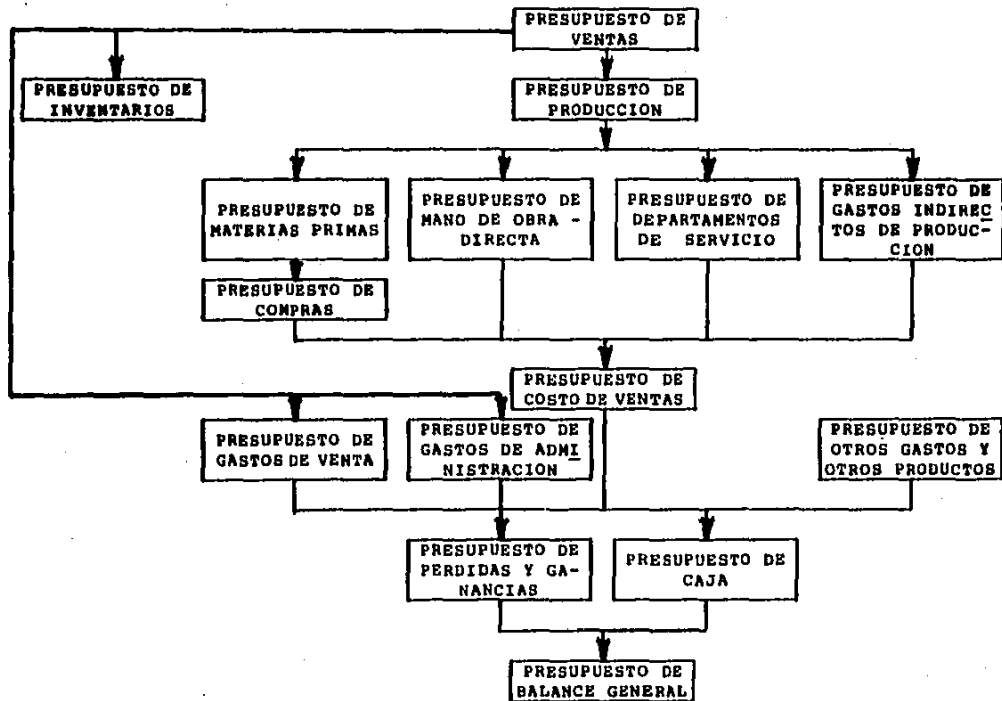 PRESUPUESTO DE
VENTAS
PRESUPUESTO DE
INVENTARIOS
PRESUPUESTO DE
PRODUCCION
PRESUPUESTO DE
MATERIAS PRIMAS
PRESUPUESTO DE
MANO DE OBRA -
DIRECTA
PRESUPUESTO DE
DEPARTAMENTOS
DE SERVICIO
PRESUPUESTO DE
GASTOS INDIREC
TOS DE PRODUC-
CION
PRESUPUESTO DE
COMPRAS
PRESUPUESTO DE
COSTO DE VENTAS
PRESUPUESTO DE
GASTOS DE VENTA
PRESUPUESTO DE
GASTOS DE ADMI
NISTRACION
PRESUPUESTO DE
OTROS GASTOS Y
OTROS PRODUCTOS
PRESUPUESTO DE
PERDIDAS Y GA-
NANCIAS
PRESUPUESTO DE
CAJA
PRESUPUESTO DE
BALANCE GENERAL